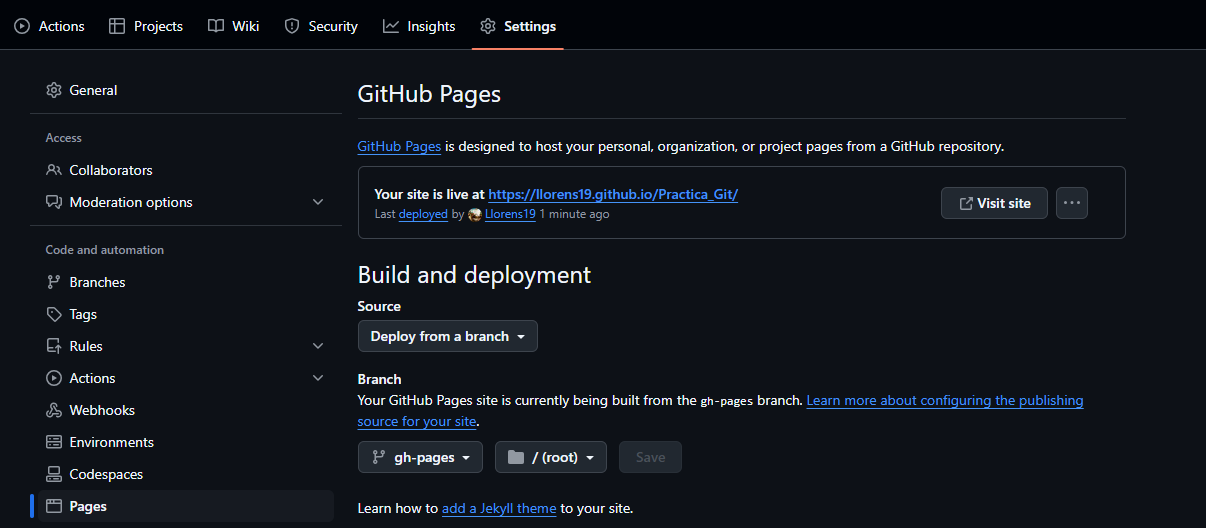 Actions Projects Wiki Security Insights Settings
General
Access
Collaborators
Moderation options
Code and automation
Branches
Tags
Rules
Actions
Webhooks
Environments
Codespaces
Pages
GitHub Pages
GitHub Pages is designed to host your personal, organization, or project pages from a GitHub repository.
Your site is live at https://llorens19.github.io/Practica_Git/
Last deployed by Llorens19 1 minute ago
Visit site
Build and deployment
Source
Deploy from a branch
Branch
Your GitHub Pages site is currently being built from the gh-pages branch. Learn more about configuring the publishing
source for your site.
gh-pages / (root) Save
Learn how to add a Jekyll theme to your site.